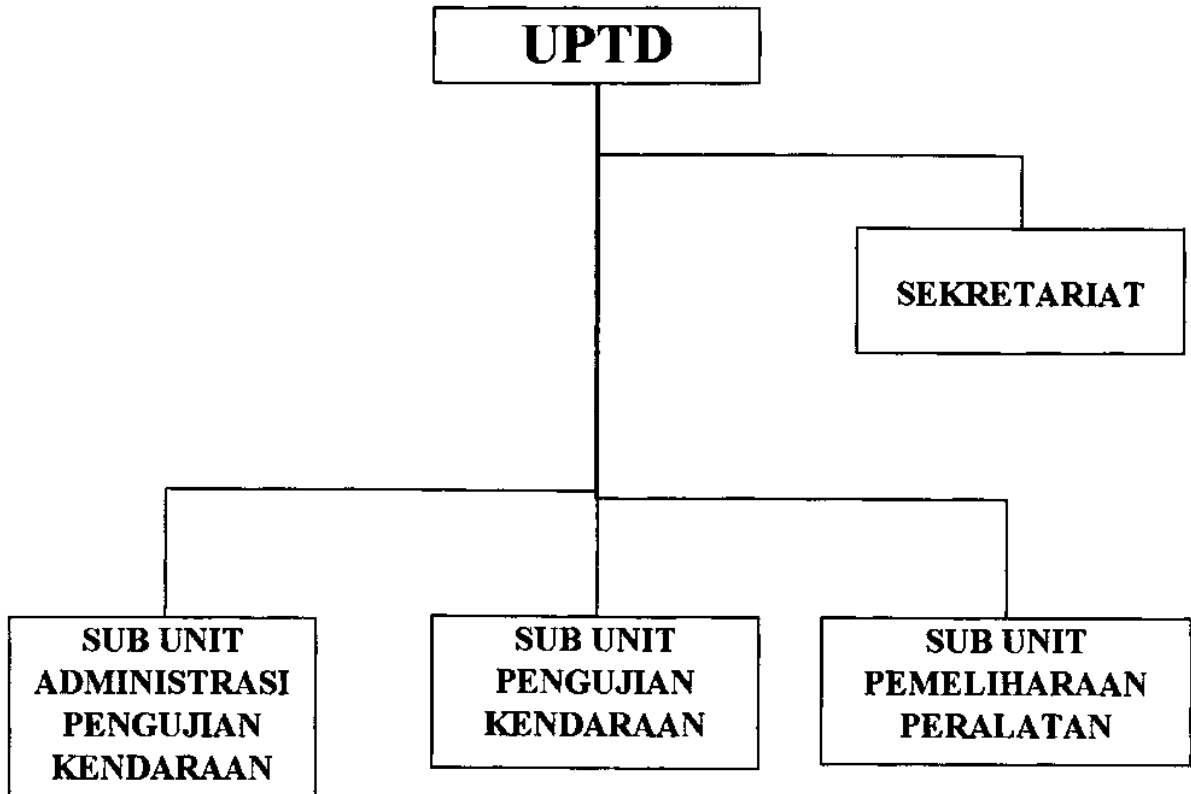 UPTD
SEKRETARIAT
SUB UNIT
ADMINISTRASI
PENGUJIAN
KENDARAAN
SUB UNIT
PENGUJIAN
KENDARAAN
SUB UNIT
PEMELIHARAAN
PERALATAN